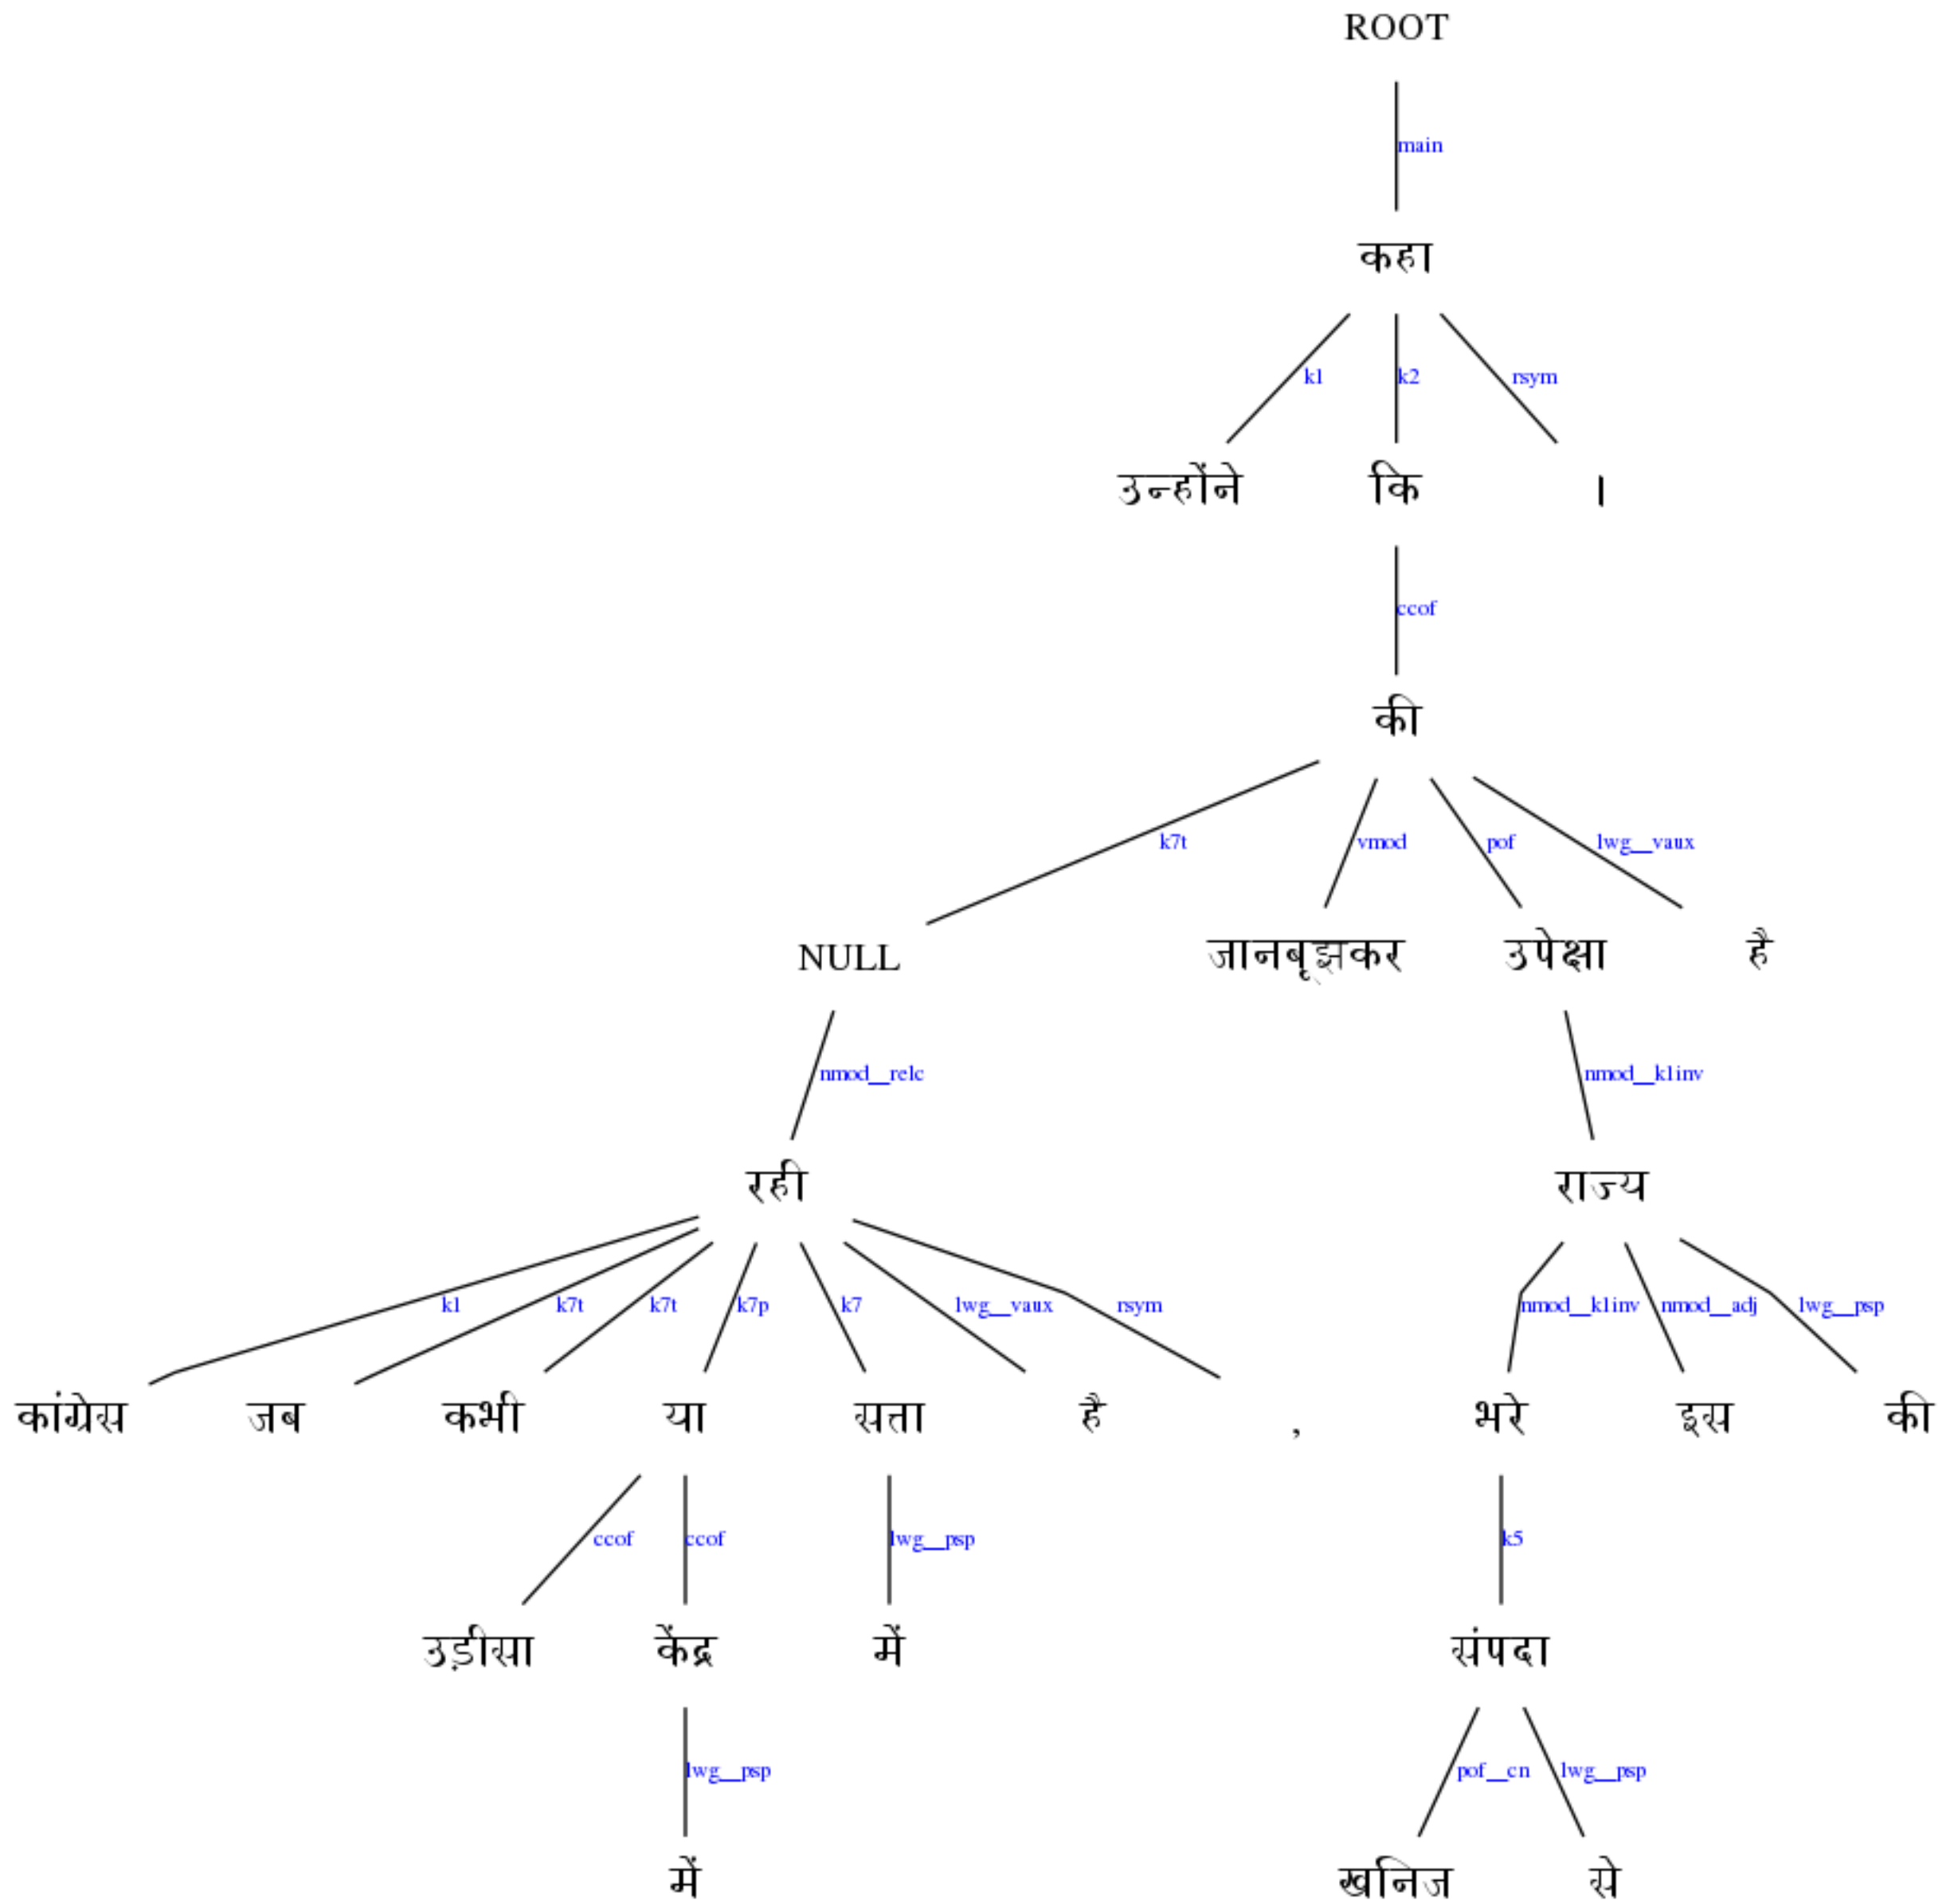 ROOT
main
कहा
k1 k2 rsym
उन्होंने कि ।
ccof
की
k7t vmod pof lwg__vaux
NULL जानबूझकर उपेक्षा है
nmod__relc nmod__k1inv
रही राज्य
k1 k7t k7t k7p k7 lwg__vaux rsym nmod__k1inv nmod__adj lwg__psp
कांग्रेस जब कभी या सत्ता है , भरे इस की
ccof ccof lwg__psp k5
उड़ीसा केंद्र में संपदा
lwg__psp pof__cn lwg__psp
में खनिज से